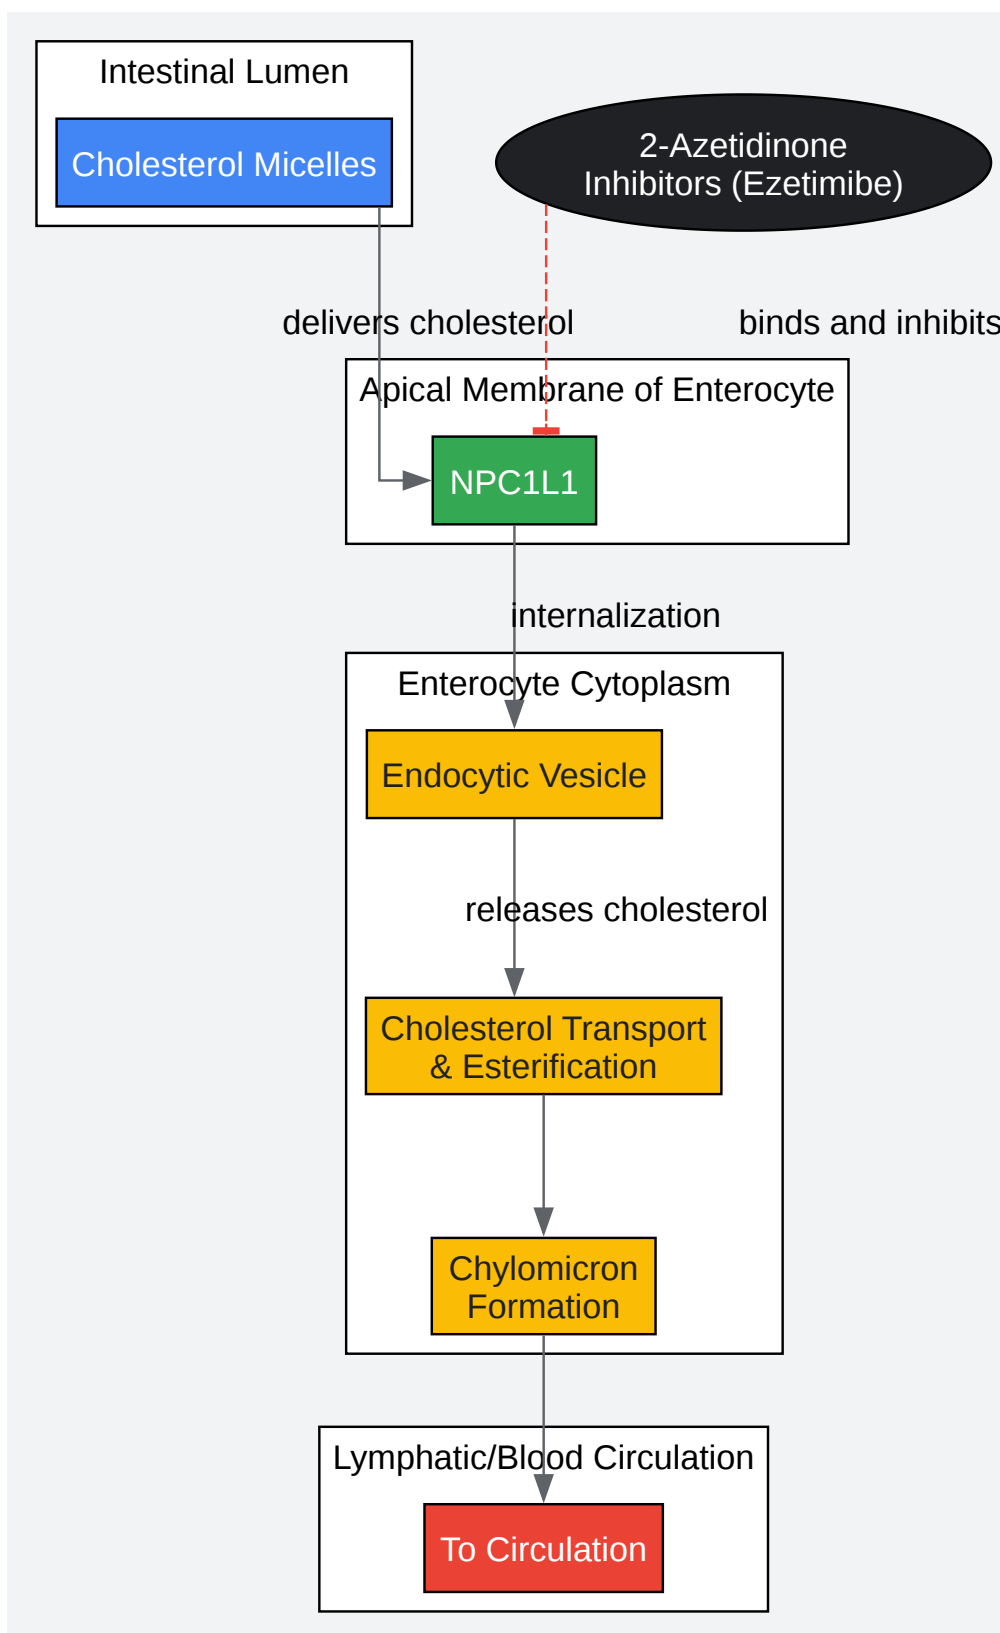 Intestinal Lumen
Cholesterol Micelles
2-Azetidinone
Inhibitors (Ezetimibe)
delivers cholesterol
binds and inhibits
Apical Membrane of Enterocyte
NPC1L1
internalization
Enterocyte Cytoplasm
Endocytic Vesicle
releases cholesterol
Cholesterol Transport
& Esterification
Chylomicron
Formation
Lymphatic/Blood Circulation
To Circulation